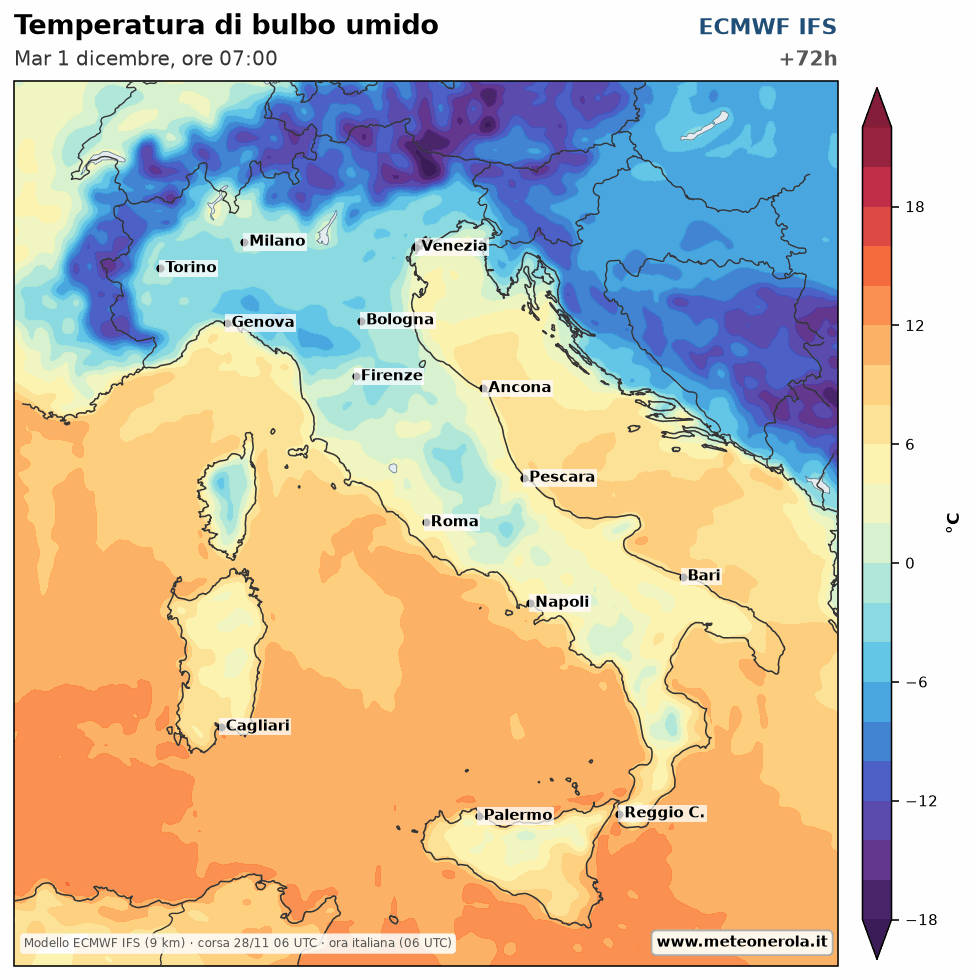 Temperatura di bulbo umido
ECMWF IFS
Mar 1 dicembre, ore 07:00
+72h
Milano
Venezia
Torino
Genova
Bologna
Firenze
Ancona
Pescara
Roma
Bari
Napoli
Cagliari
Palermo
Reggio C.
18
12
6
0
−6
−12
−18
°C
Modello ECMWF IFS (9 km) · corsa 28/11 06 UTC · ora italiana (06 UTC)
www.meteonerola.it